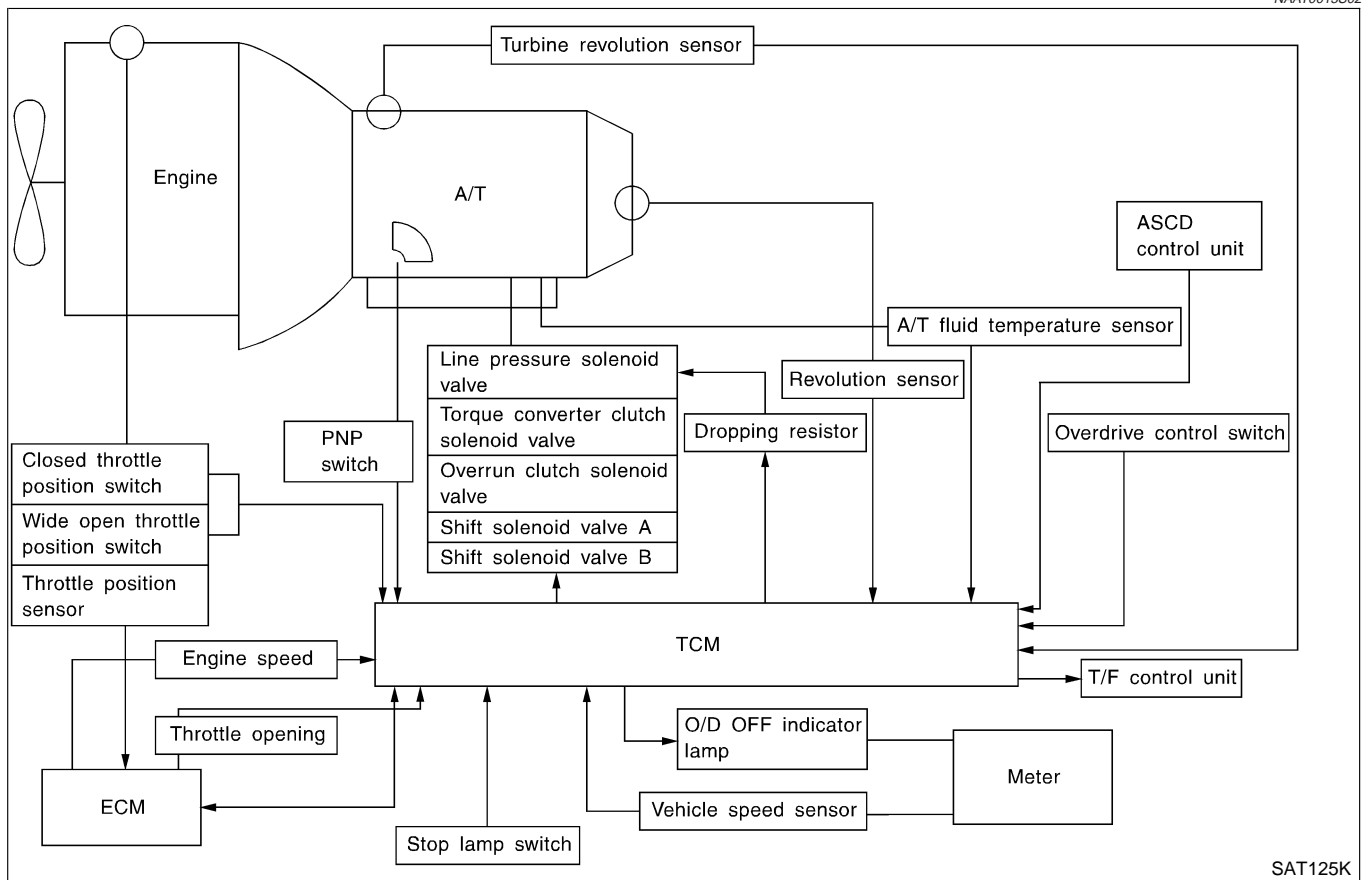 Turbine revolution sensor
Engine
A/T
ASCD
control unit
A/T fluid temperature sensor
Line pressure solenoid
valve
Revolution sensor
Torque converter clutch
solenoid valve
Dropping resistor
Overdrive control switch
PNP
switch
Closed throttle
position switch
Overrun clutch solenoid
valve
Wide open throttle
position switch
Shift solenoid valve A
Shift solenoid valve B
Throttle position
sensor
TCM
Engine speed
T/F control unit
Throttle opening
O/D OFF indicator
lamp
Meter
ECM
Vehicle speed sensor
Stop lamp switch
SAT125K